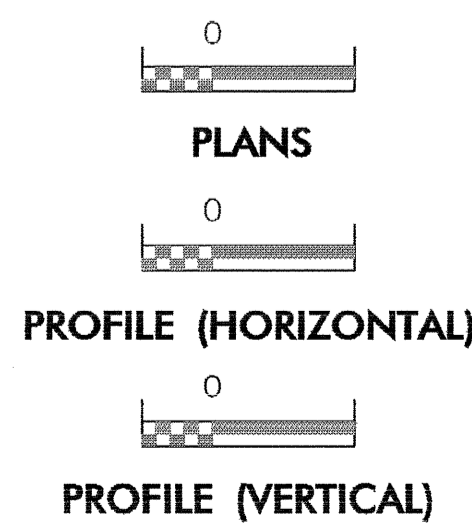 0
PLANS
0
PROFILE (HORIZONTAL)
0
PROFILE (VERTICAL)